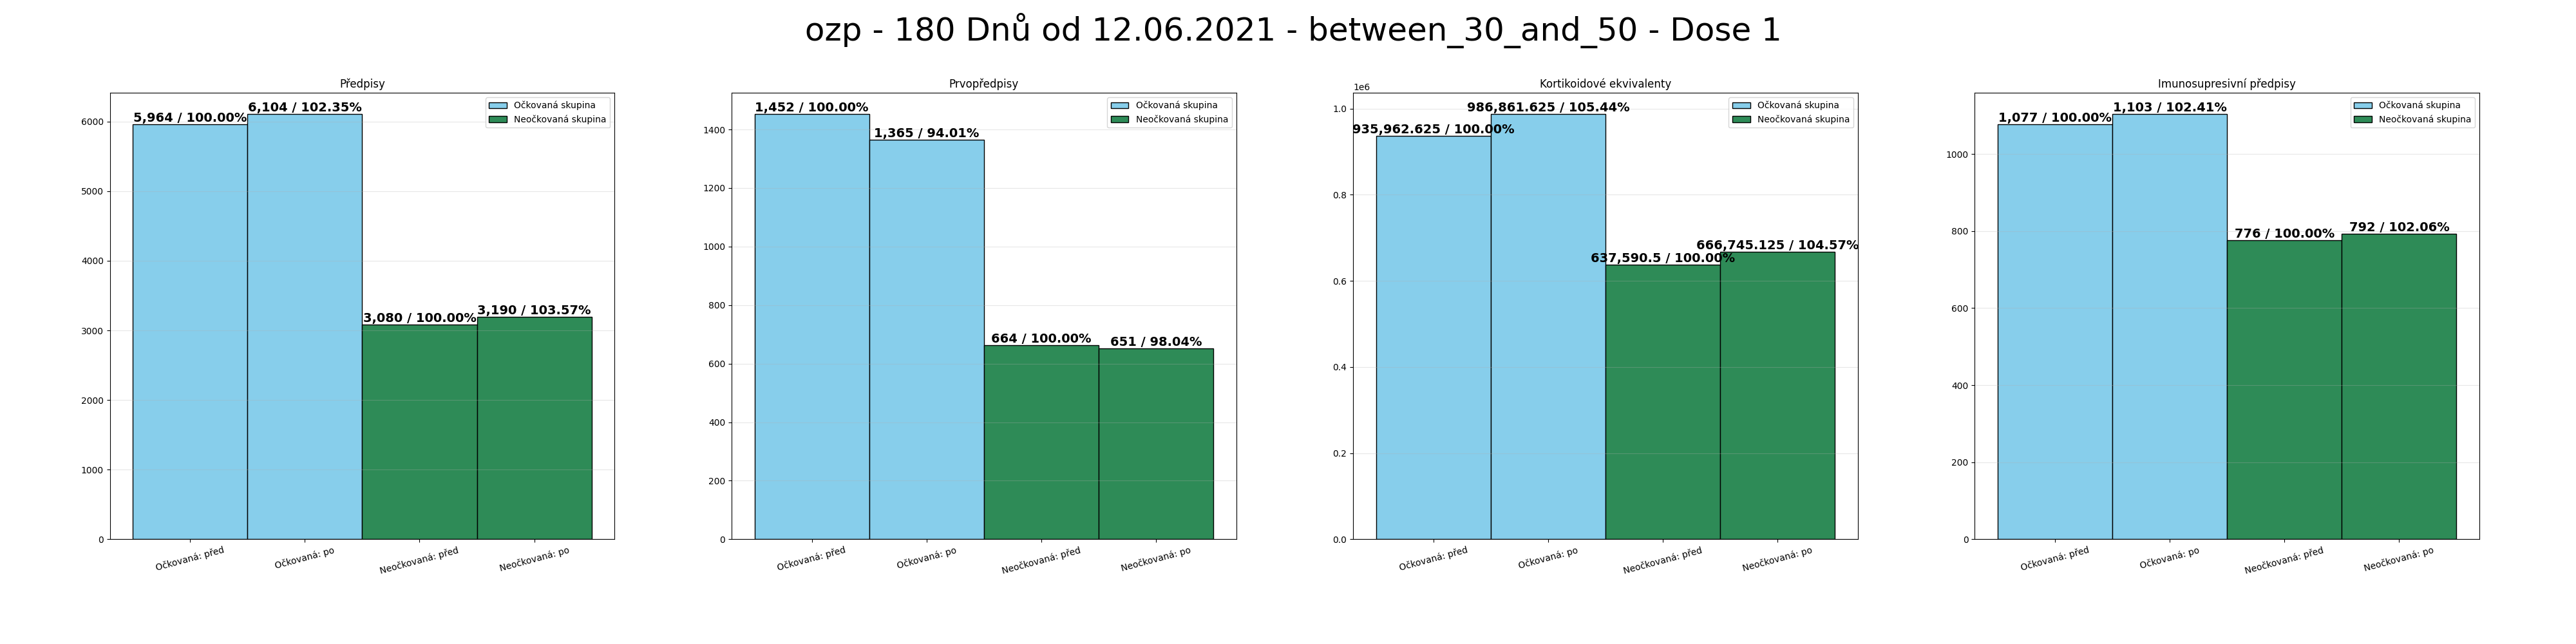 ozp - 180 Dnů od 12.06.2021 - between_30_and_50 - Dose 1
Předpisy
5,964 / 100.00%
6,104 / 102.35%
3,080 / 100.00%
3,190 / 103.57%
Očkovaná skupina
Neočkovaná skupina
6000
5000
4000
3000
2000
1000
0
Očkovaná: před
Očkovaná: po
Neočkovaná: před
Neočkovaná: po
Prvopředpisy
1,452 / 100.00%
1,365 / 94.01%
664 / 100.00%
651 / 98.04%
Očkovaná skupina
Neočkovaná skupina
1400
1200
1000
800
600
400
200
0
Očkovaná: před
Očkovaná: po
Neočkovaná: před
Neočkovaná: po
Kortikoidové ekvivalenty
1e6
935,962.625 / 100.00%
986,861.625 / 105.44%
637,590.5 / 100.00%
666,745.125 / 104.57%
Očkovaná skupina
Neočkovaná skupina
1.0
0.8
0.6
0.4
0.2
0.0
Očkovaná: před
Očkovaná: po
Neočkovaná: před
Neočkovaná: po
Imunosupresivní předpisy
1,077 / 100.00%
1,103 / 102.41%
776 / 100.00%
792 / 102.06%
Očkovaná skupina
Neočkovaná skupina
1000
800
600
400
200
0
Očkovaná: před
Očkovaná: po
Neočkovaná: před
Neočkovaná: po